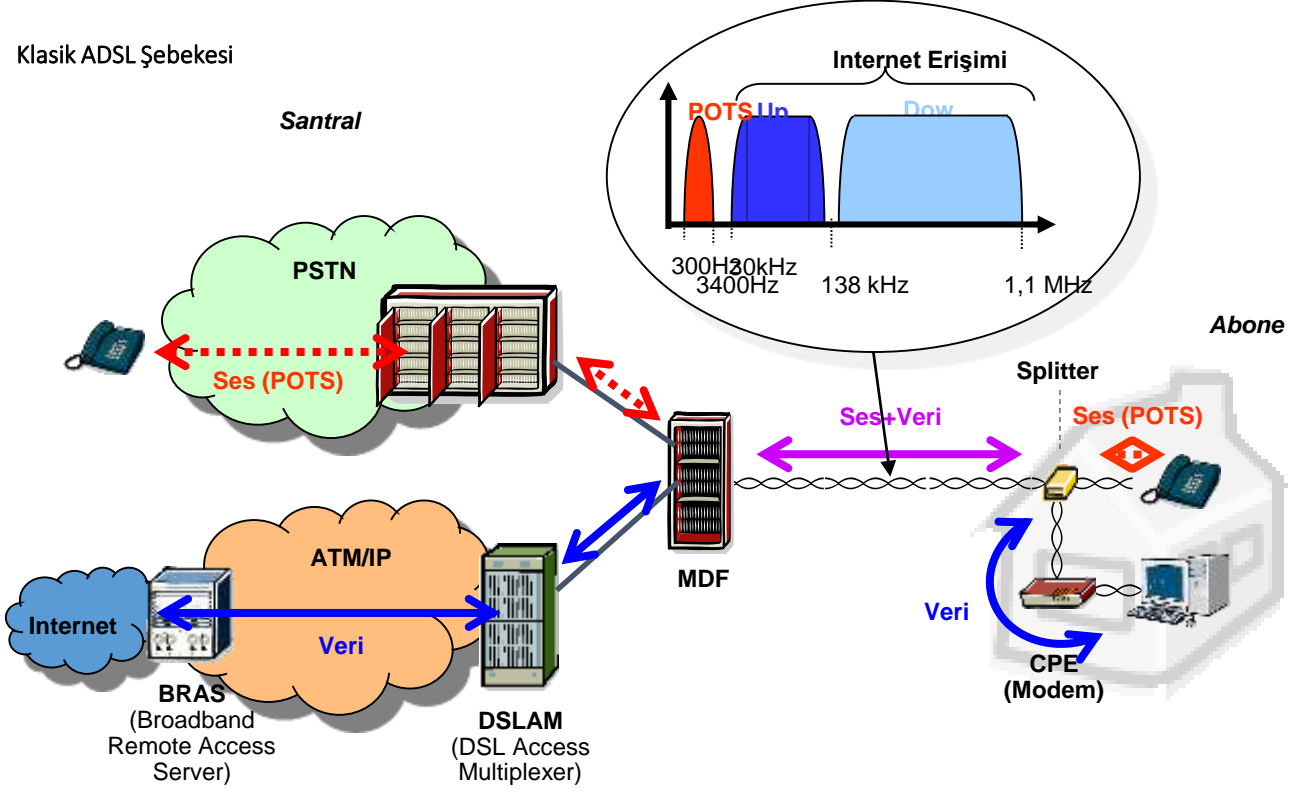 Klasik ADSL Şebekesi
Internet Erişimi
Santral
POTS Up Dow
PSTN
300Hz 30kHz
3400Hz 138 kHz 1,1 MHz
Abone
Ses (POTS)
Splitter
Ses+Veri
Ses (POTS)
ATM/IP
MDF
Internet
Veri
Veri
CPE
(Modem)
BRAS
(Broadband
Remote Access
Server)
DSLAM
(DSL Access
Multiplexer)